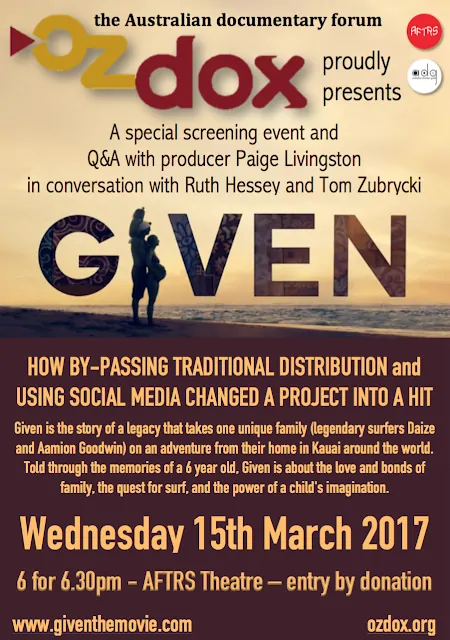 the Australian documentary forum
AFTRS
ozdox
adg
proudly
presents
A special screening event and
Q&A with producer Paige Livingston
in conversation with Ruth Hessey and Tom Zubrycki
GIVEN
HOW BY-PASSING TRADITIONAL DISTRIBUTION and
USING SOCIAL MEDIA CHANGED A PROJECT INTO A HIT
Given is the story of a legacy that takes one unique family (legendary surfers Daize
and Aamion Goodwin) on an adventure from their home in Kauai around the world.
Told through the memories of a 6 year old, Given is about the love and bonds of
family, the quest for surf, and the power of a child's imagination.
Wednesday 15th March 2017
6 for 6.30pm - AFTRS Theatre – entry by donation
www.giventhemovie.com
ozdox.org